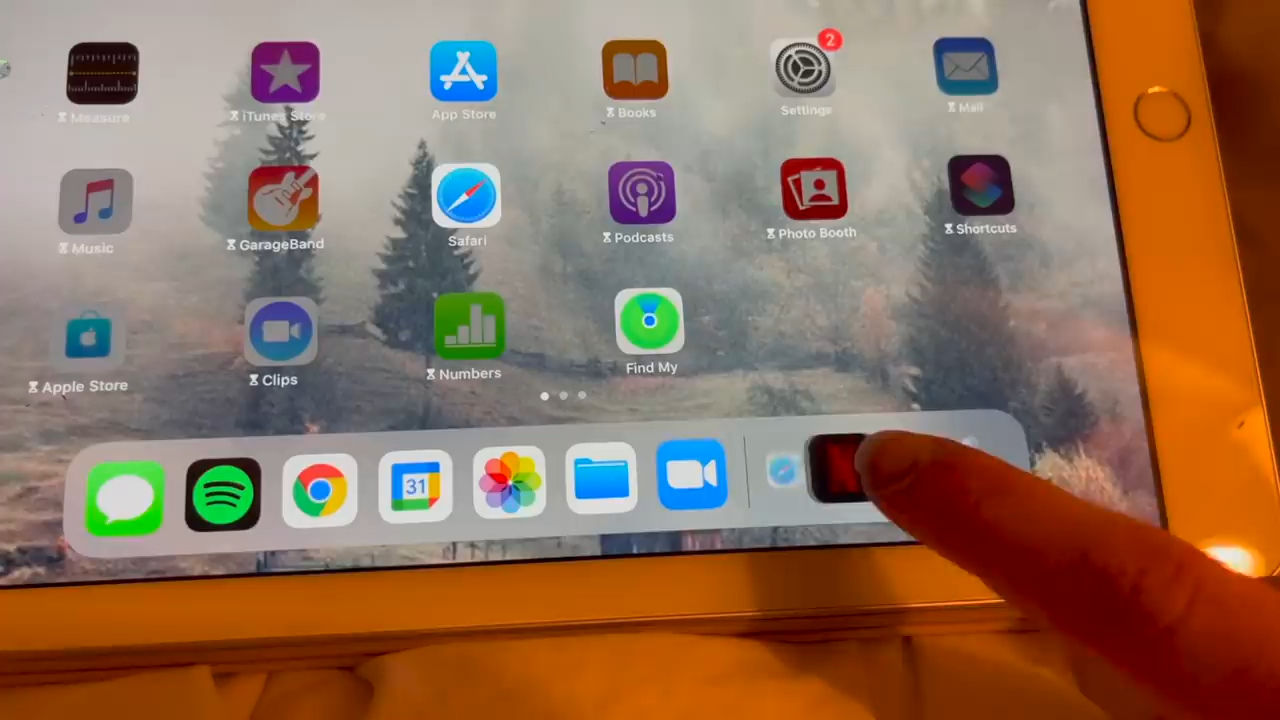 2
Measure
iTunes Store
App Store
Books
Settings
Mail
Music
GarageBand
Safari
Podcasts
Photo Booth
Shortcuts
Apple Store
Clips
Numbers
Find My
31